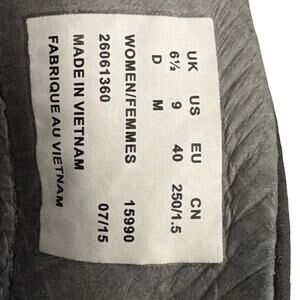 UK US EU CN
6½ 9 40 250/1.5
D M
WOMEN/FEMMES 15990
26061360 07/15
MADE IN VIETNAM
FABRIQUE AU VIETNAM